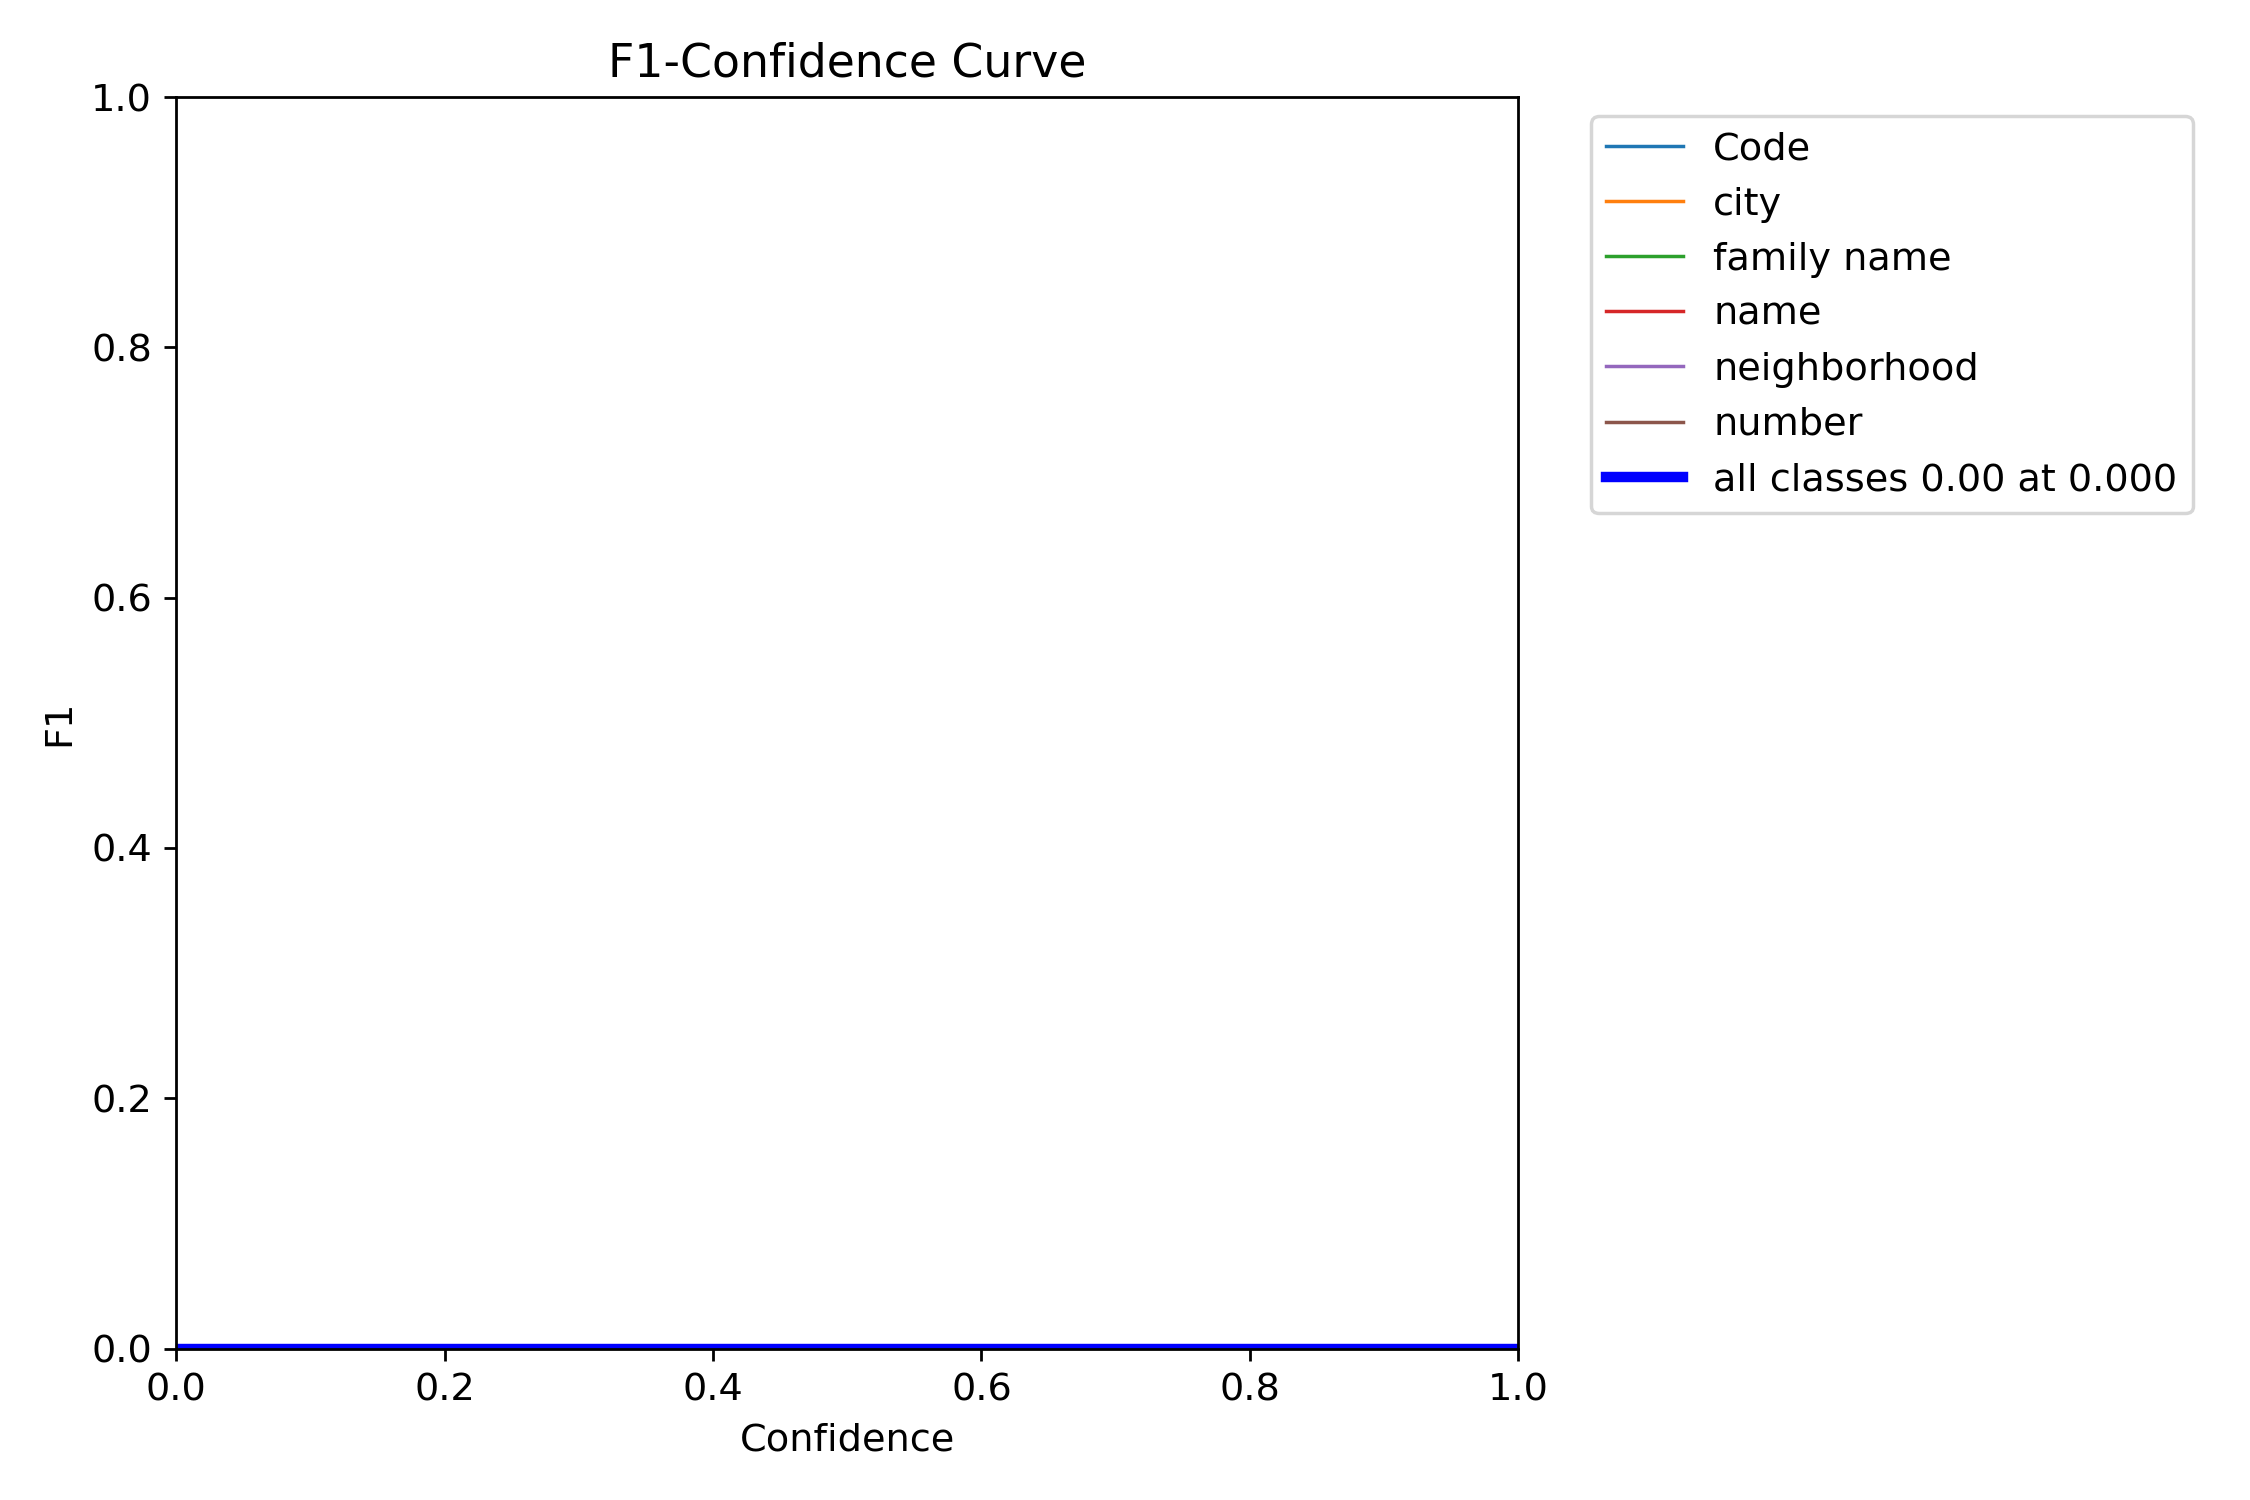 F1-Confidence Curve
1.0
0.8
0.6
0.4
0.2
0.0
F1
0.0 0.2 0.4 0.6 0.8 1.0
Confidence
Code
city
family name
name
neighborhood
number
all classes 0.00 at 0.000